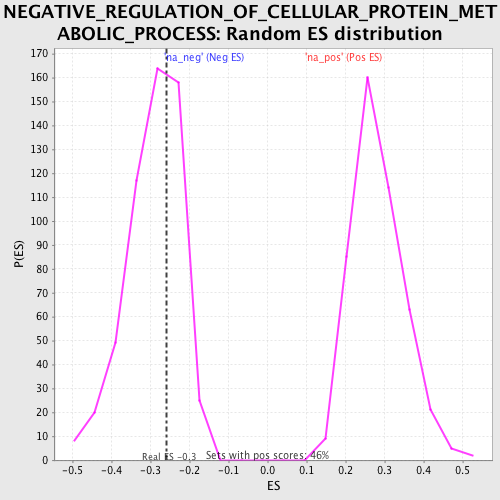 NEGATIVE_REGULATION_OF_CELLULAR_PROTEIN_MET
ABOLIC_PROCESS: Random ES distribution
'na_neg' (Neg ES)
'na_pos' (Pos ES)
170
160
150
140
130
120
110
100
90
80
70
60
50
40
30
20
10
0
P(ES)
Real ES -0.3
Sets with pos scores: 46%
-0.5 -0.4 -0.3 -0.2 -0.1 0.0 0.1 0.2 0.3 0.4 0.5
ES